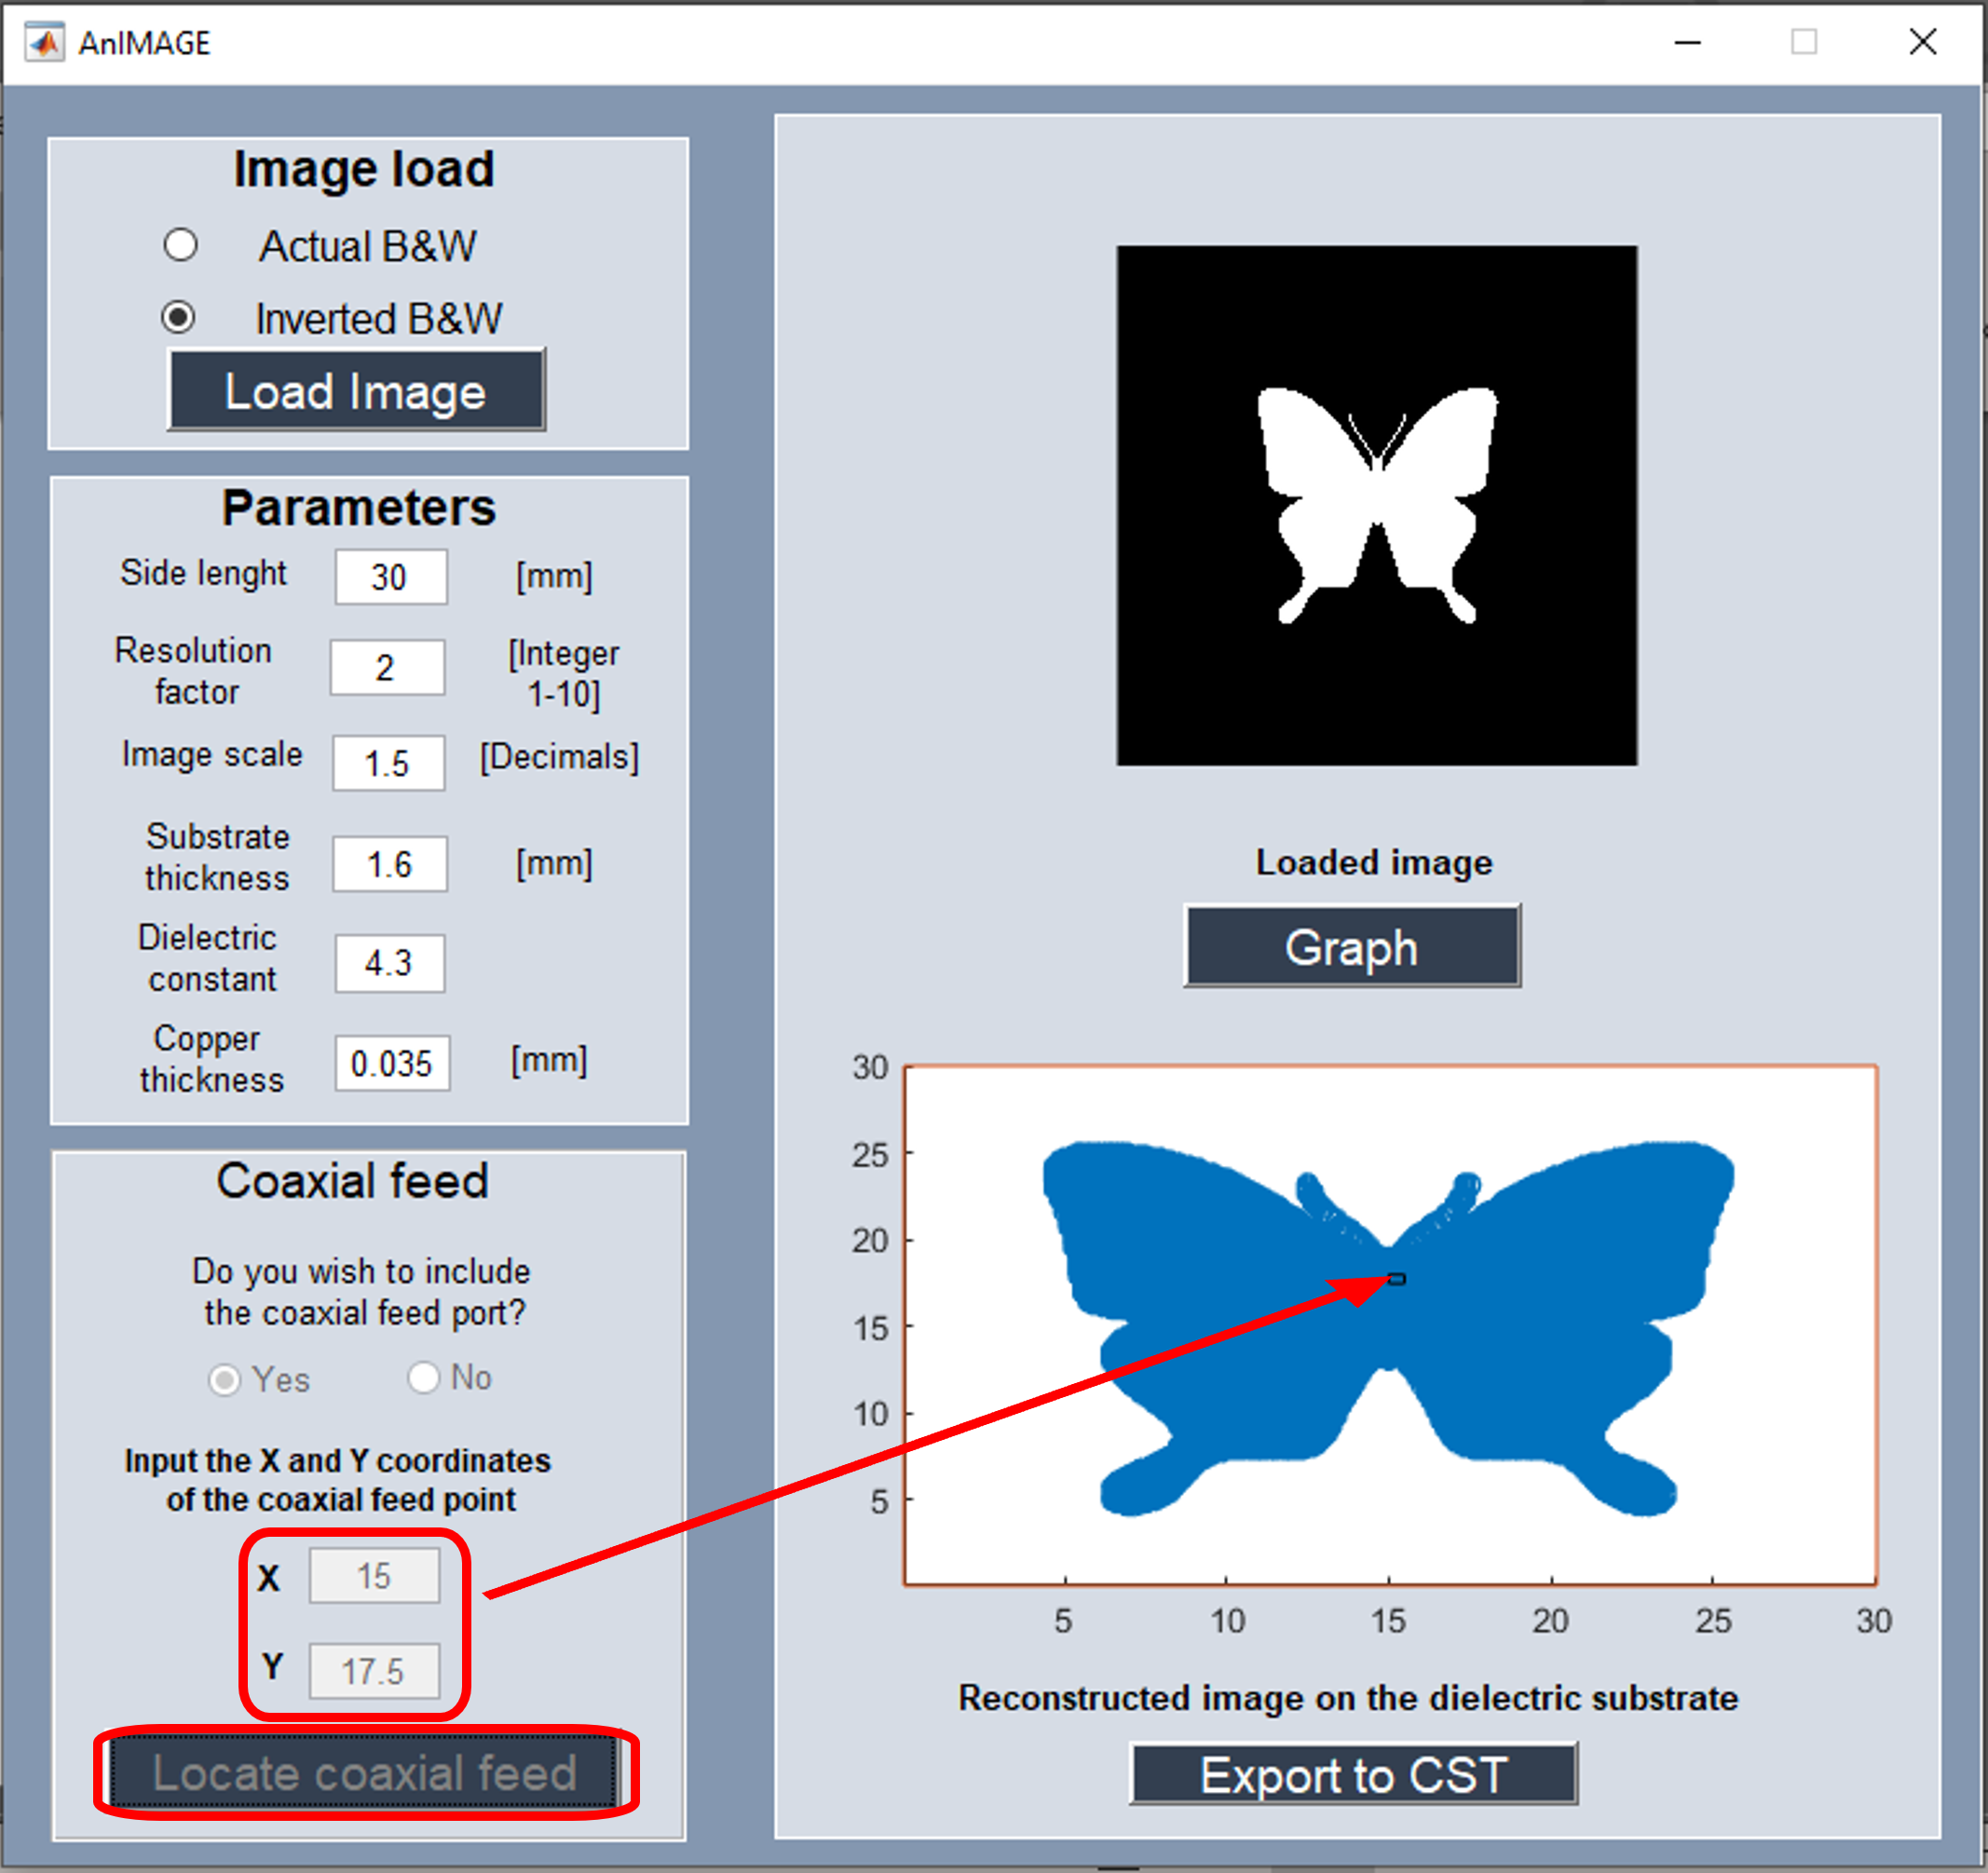 AnIMAGE
Image load
Actual B&W
Inverted B&W
Load Image
Parameters
Side lenght 30 [mm]
Resolution
factor
2
[Integer
1-10]
Image scale 1.5 [Decimals]
Substrate
thickness
1.6 [mm]
Dielectric
constant
4.3
Copper
thickness
0.035 [mm]
Coaxial feed
Do you wish to include
the coaxial feed port?
Yes No
Input the X and Y coordinates
of the coaxial feed point
X 15
Y 17.5
Locate coaxial feed
Loaded image
Graph
30
25
20
15
10
5
5 10 15 20 25 30
Reconstructed image on the dielectric substrate
Export to CST